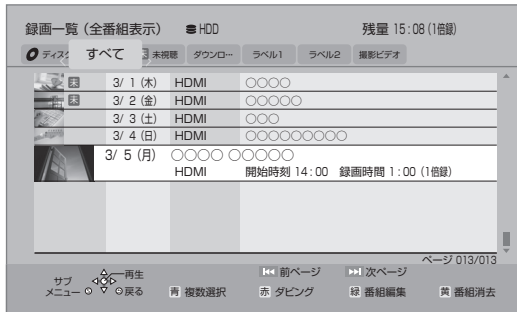 録画一覧 (全番組表示) HDD 残量 15:08 (1倍録)
ディスク すべて 未 未視聴 ダウンロ… ラベル1 ラベル2 撮影ビデオ
未 3/ 1 (木) HDMI ○○○○
未 3/ 2 (金) HDMI ○○○○○
3/ 3 (土) HDMI ○○○
3/ 4 (日) HDMI ○○○○○○○○○
3/ 5 (月) ○○○○ ○○○○○
HDMI 開始時刻 14:00 録画時間 1:00 (1倍録)
ページ 013/013
再生 前ページ 次ページ
サブ
メニュー 戻る 青 複数選択 赤 ダビング 緑 番組編集 黄 番組消去